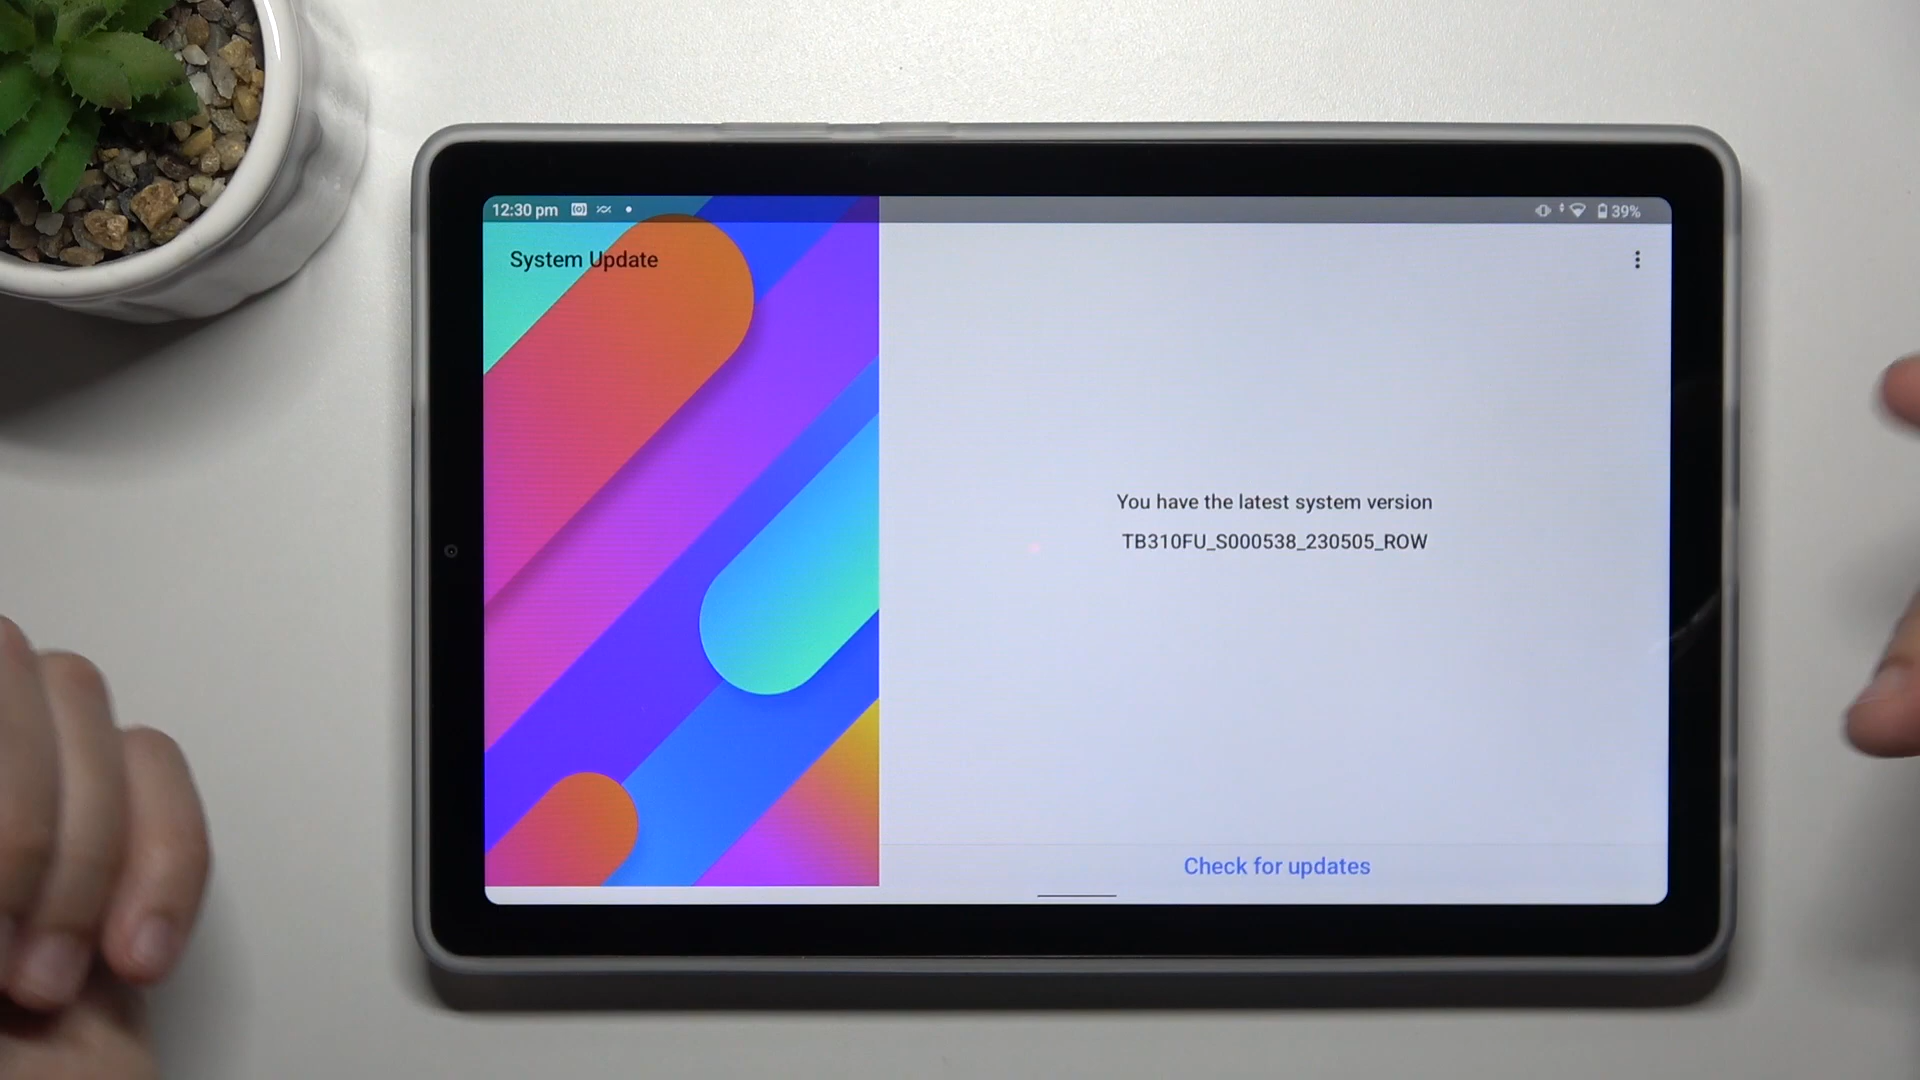 12:30 pm
39%
System Update
You have the latest system version
TB310FU_S000538_230505_ROW
Check for updates